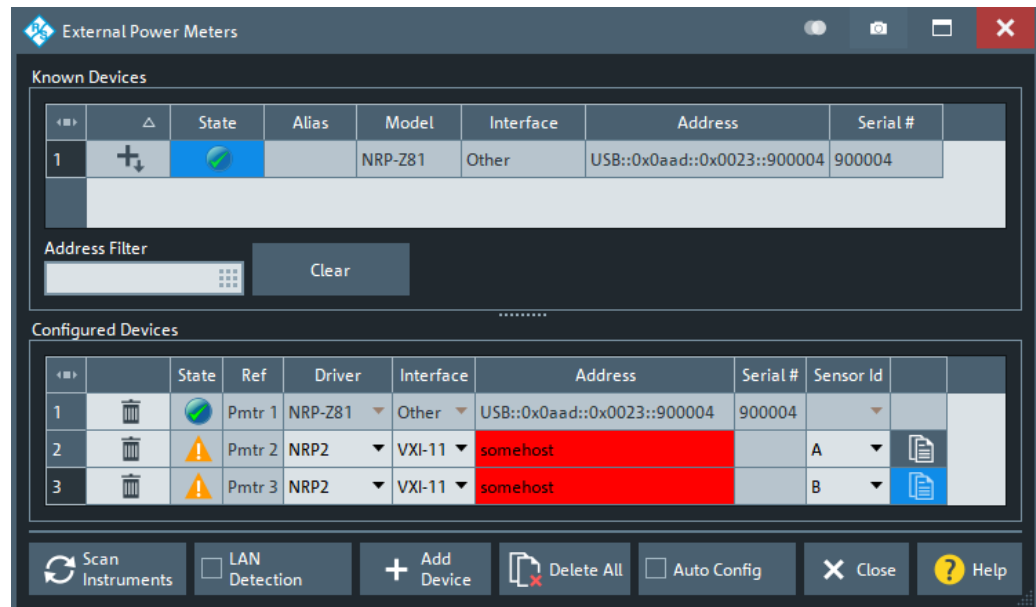 R&S External Power Meters
Known Devices
State Alias Model Interface Address Serial #
1 NRP-Z81 Other USB::0x0aad::0x0023::900004 900004
Address Filter
Clear
Configured Devices
State Ref Driver Interface Address Serial # Sensor Id
1 Pmtr 1 NRP-Z81 Other USB::0x0aad::0x0023::900004 900004
2 Pmtr 2 NRP2 VXI-11 somehost A
3 Pmtr 3 NRP2 VXI-11 somehost B
Scan Instruments
LAN Detection
Add Device
Delete All
Auto Config
Close
? Help